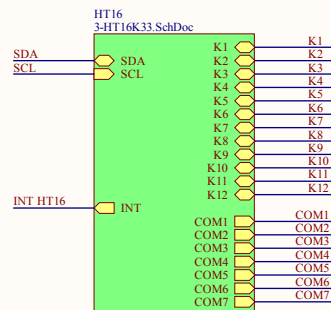 HT16
3-HT16K33.SchDoc
SDA
SDA
SCL
SCL
INT HT16
INT
K1
K1
K2
K2
K3
K3
K4
K4
K5
K5
K6
K6
K7
K7
K8
K8
K9
K9
K10
K10
K11
K11
K12
K12
COM1
COM1
COM2
COM2
COM3
COM3
COM4
COM4
COM5
COM5
COM6
COM6
COM7
COM7